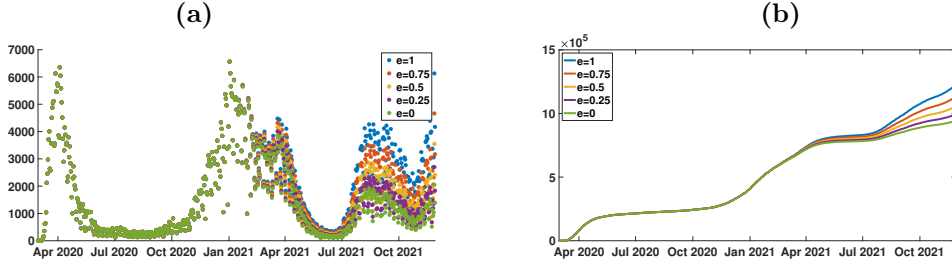 (a)
7000
6000
5000
4000
3000
2000
1000
0
e=1
e=0.75
e=0.5
e=0.25
e=0
Apr 2020 Jul 2020 Oct 2020 Jan 2021 Apr 2021 Jul 2021 Oct 2021
(b)
×10⁵
15
10
5
0
e=1
e=0.75
e=0.5
e=0.25
e=0
Apr 2020 Jul 2020 Oct 2020 Jan 2021 Apr 2021 Jul 2021 Oct 2021